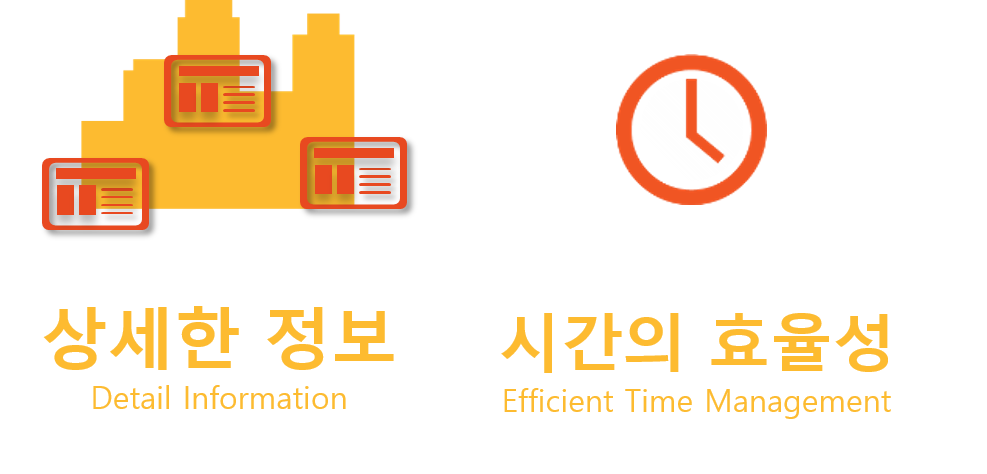 상세한 정보
Detail Information
시간의 효율성
Efficient Time Management